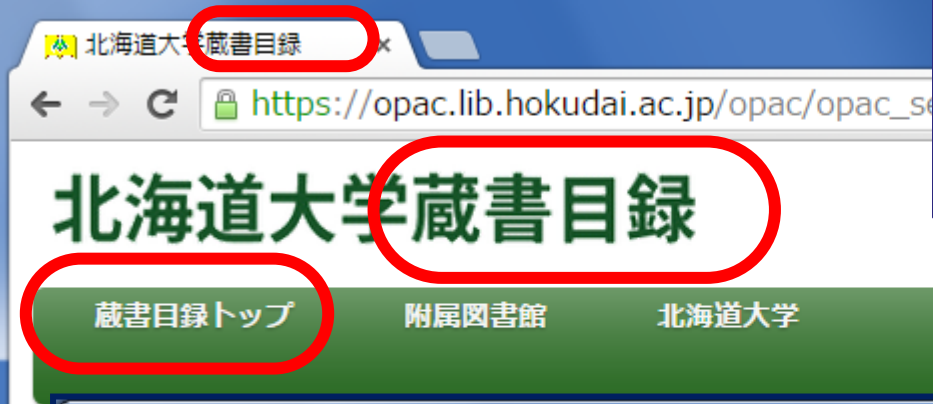 北海道大学蔵書目録
https://opac.lib.hokudai.ac.jp/opac/opac_se
北海道大学蔵書目録
蔵書目録トップ 附属図書館 北海道大学